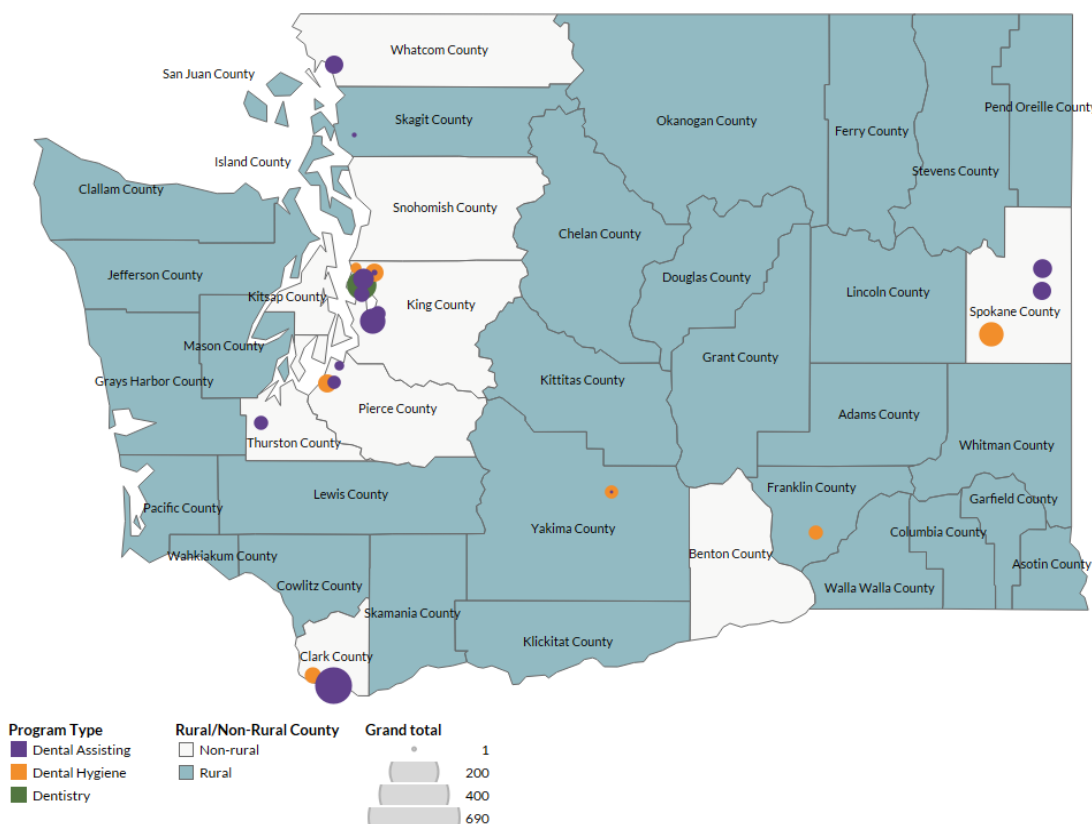 Whatcom County
San Juan County
Skagit County
Okanogan County
Ferry County
Pend Oreille County
Island County
Stevens County
Clallam County
Snohomish County
Chelan County
Jefferson County
Douglas County
Kitsap County
King County
Lincoln County
Spokane County
Mason County
Grant County
Grays Harbor County
Kittitas County
Pierce County
Adams County
Thurston County
Whitman County
Lewis County
Franklin County
Garfield County
Pacific County
Yakima County
Columbia County
Benton County
Wahkiakum County
Asotin County
Cowlitz County
Walla Walla County
Skamania County
Klickitat County
Clark County
Program Type
Dental Assisting
Dental Hygiene
Dentistry
Rural/Non-Rural County
Non-rural
Rural
Grand total
1
200
400
690